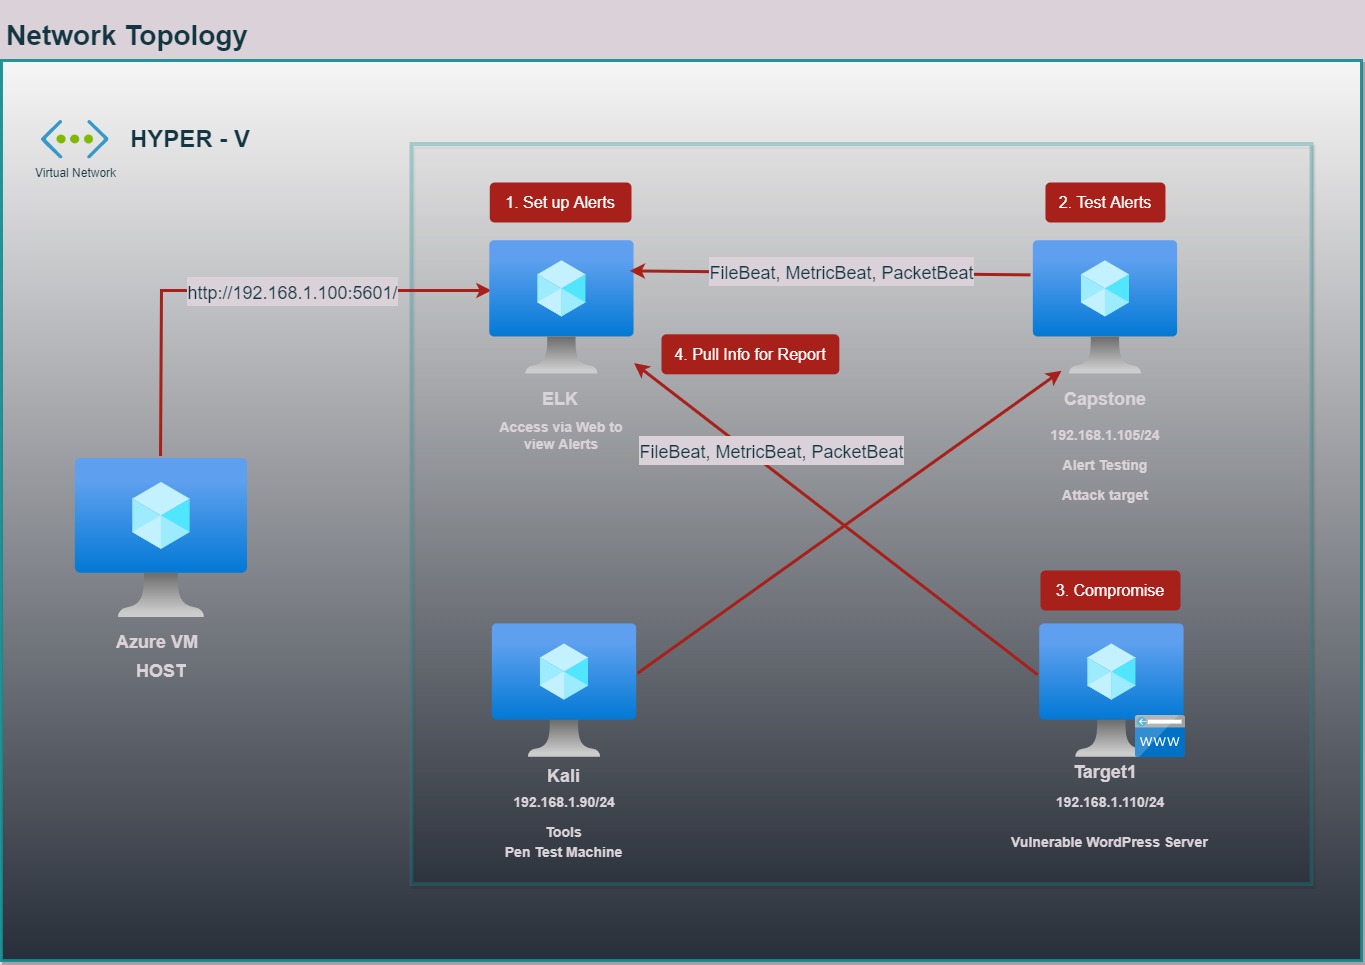 Network Topology
HYPER - V
Virtual Network
1. Set up Alerts
2. Test Alerts
FileBeat, MetricBeat, PacketBeat
http://192.168.1.100:5601/
4. Pull Info for Report
ELK
Access via Web to
view Alerts
Capstone
192.168.1.105/24
Alert Testing
Attack target
FileBeat, MetricBeat, PacketBeat
Azure VM
HOST
3. Compromise
WWW
Kali
192.168.1.90/24
Tools
Pen Test Machine
Target1
192.168.1.110/24
Vulnerable WordPress Server